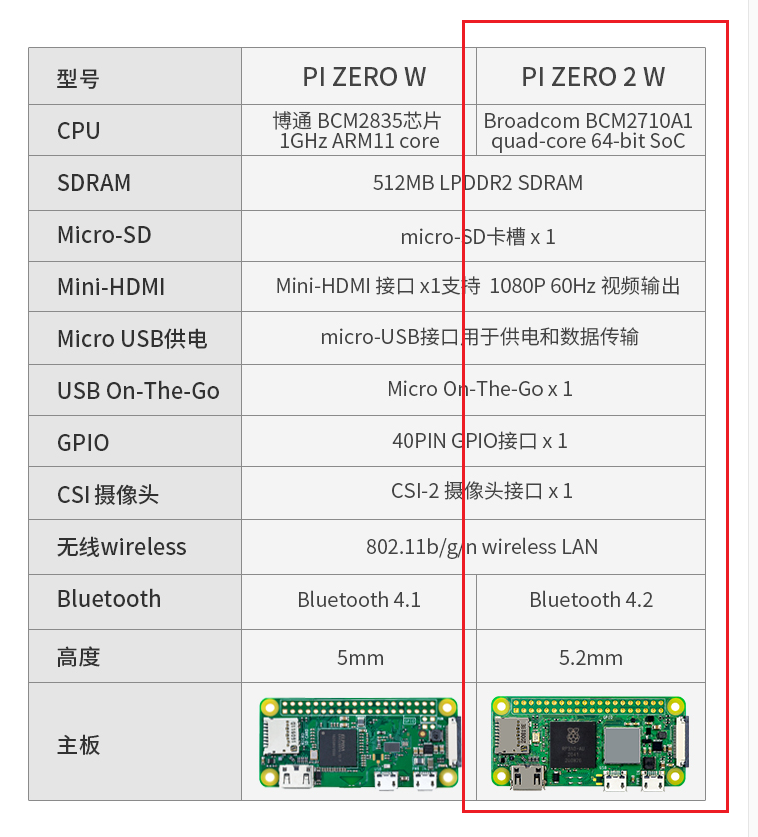 型号
PI ZERO W
PI ZERO 2 W
CPU
博通 BCM2835芯片
1GHz ARM11 core
Broadcom BCM2710A1
quad-core 64-bit SoC
SDRAM
512MB LPDDR2 SDRAM
Micro-SD
micro-SD卡槽 x 1
Mini-HDMI
Mini-HDMI 接口 x1支持 1080P 60Hz 视频输出
Micro USB供电
micro-USB接口用于供电和数据传输
USB On-The-Go
Micro On-The-Go x 1
GPIO
40PIN GPIO接口 x 1
CSI 摄像头
CSI-2 摄像头接口 x 1
无线wireless
802.11b/g/n wireless LAN
Bluetooth
Bluetooth 4.1
Bluetooth 4.2
高度
5mm
5.2mm
主板